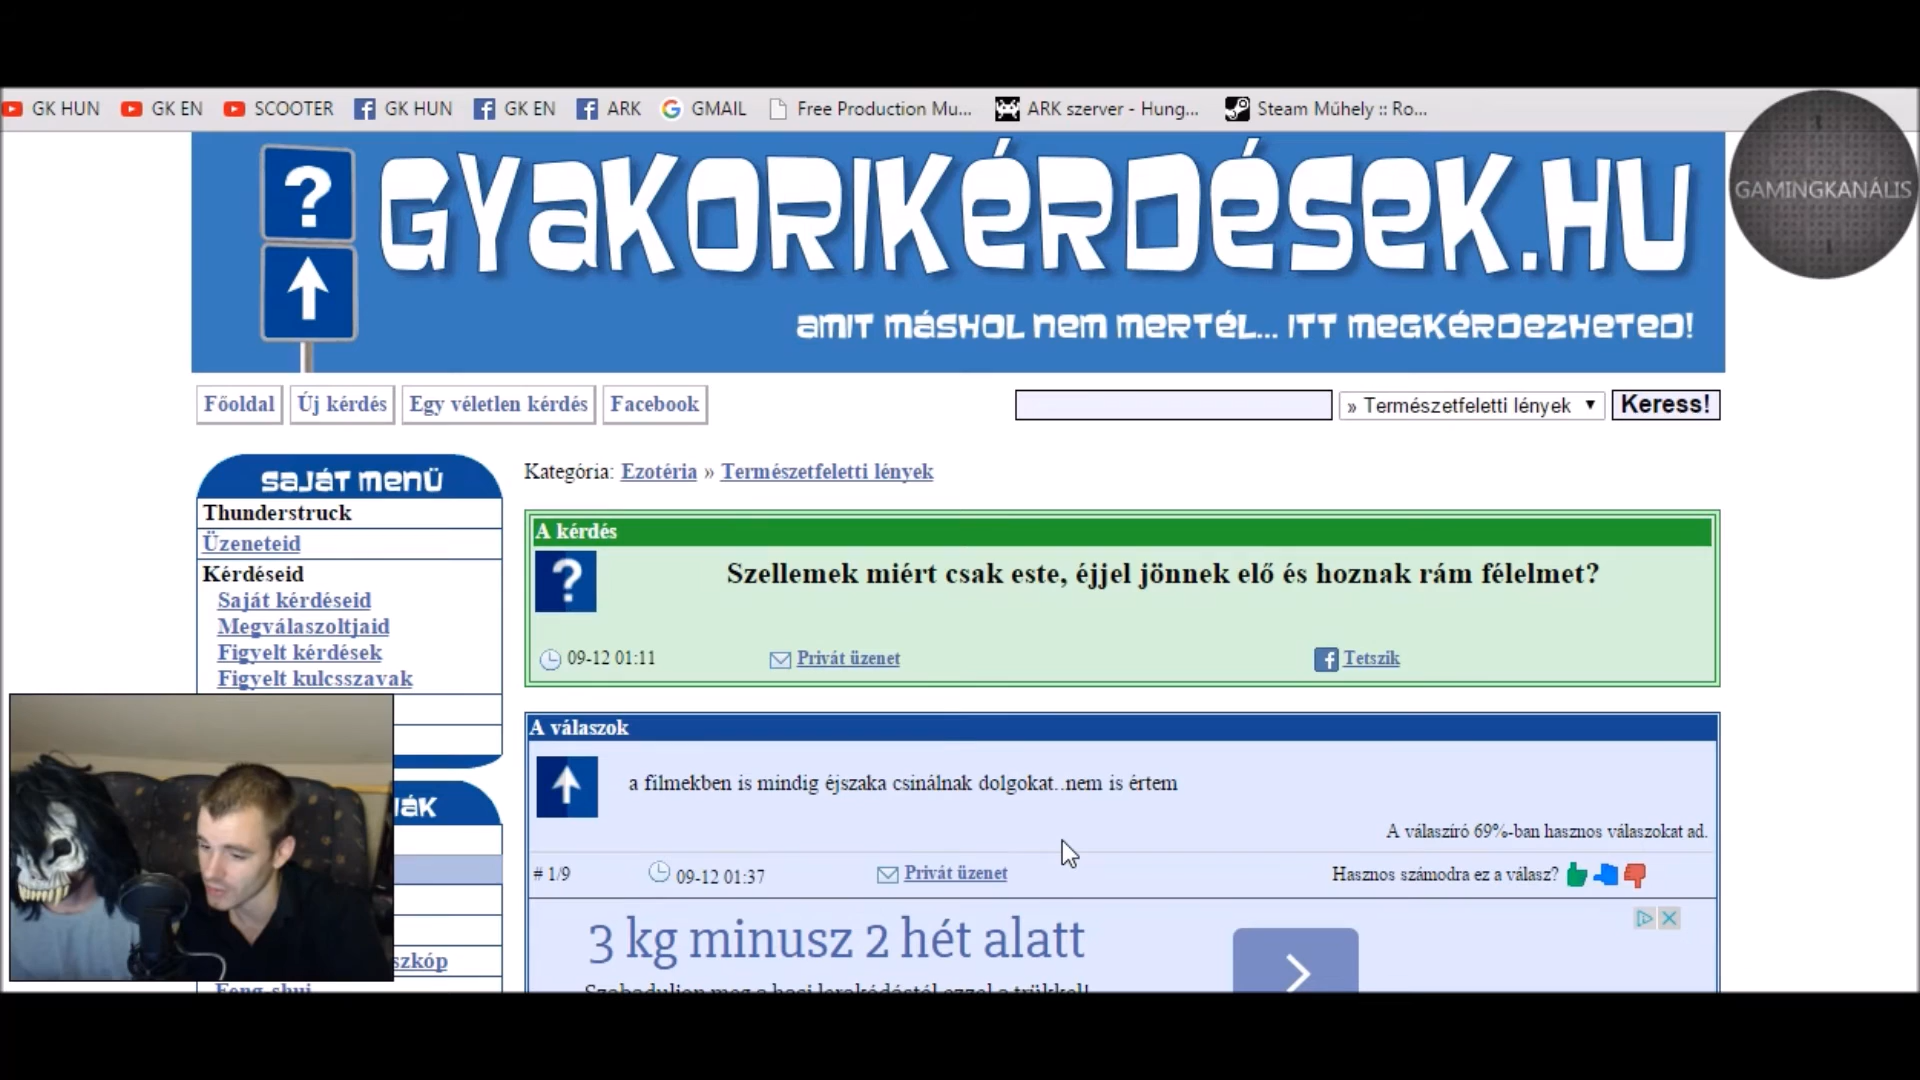 GK HUN GK EN SCOOTER GK HUN GK EN ARK GMAIL Free Production Mu... ARK szerver - Hung... Steam Műhely :: Ro...
GAMINGKANÁLIS
GYAKORIKÉRDÉSEK.HU
AMIT MÁSHOL NEM MERTÉL... ITT MEGKÉRDEZHETED!
Főoldal Új kérdés Egy véletlen kérdés Facebook » Természetfeletti lények Keress!
SAJÁT MENÜ
Thunderstruck
Üzeneteid
Kérdéseid
Saját kérdéseid
Megválaszoltjaid
Figyelt kérdések
Figyelt kulcsszavak
Kategória: Ezotéria » Természetfeletti lények
A kérdés
Szellemek miért csak este, éjjel jönnek elő és hoznak rám félelmet?
09-12 01:11 Privát üzenet Tetszik
A válaszok
a filmekben is mindig éjszaka csinálnak dolgokat..nem is értem
A válaszíró 69%-ban hasznos válaszokat ad.
# 1/9 09-12 01:37 Privát üzenet Hasznos számodra ez a válasz?
3 kg minusz 2 hét alatt